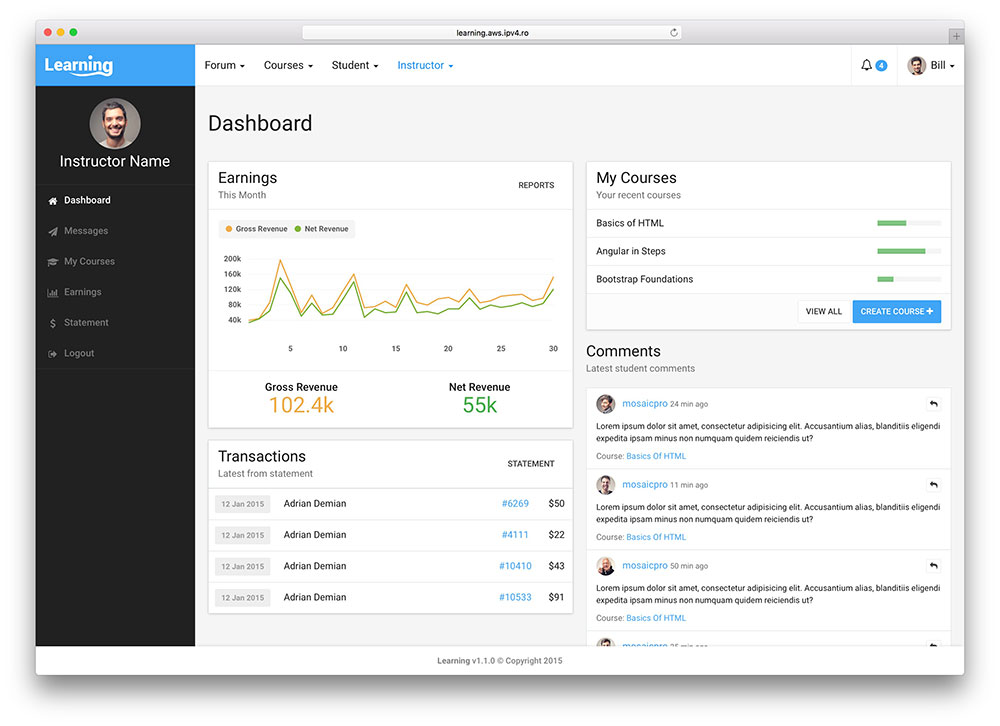 learning.aws.ipv4.ro
Learning
Forum
Courses
Student
Instructor
4
Bill
Instructor Name
Dashboard
Messages
My Courses
Earnings
Statement
Logout
Dashboard
Earnings
This Month
REPORTS
Gross Revenue
Net Revenue
200k
160k
120k
80k
40k
5 10 15 20 25 30
Gross Revenue
102.4k
Net Revenue
55k
Transactions
Latest from statement
STATEMENT
12 Jan 2015 Adrian Demian #6269 $50
12 Jan 2015 Adrian Demian #4111 $22
12 Jan 2015 Adrian Demian #10410 $43
12 Jan 2015 Adrian Demian #10533 $91
My Courses
Your recent courses
Basics of HTML
Angular in Steps
Bootstrap Foundations
VIEW ALL
CREATE COURSE +
Comments
Latest student comments
mosaicpro 24 min ago
Lorem ipsum dolor sit amet, consectetur adipisicing elit. Accusantium alias, blanditiis eligendi
expedita ipsam minus non numquam quidem reiciendis ut?
Course: Basics Of HTML
mosaicpro 11 min ago
Lorem ipsum dolor sit amet, consectetur adipisicing elit. Accusantium alias, blanditiis eligendi
expedita ipsam minus non numquam quidem reiciendis ut?
Course: Basics Of HTML
mosaicpro 50 min ago
Lorem ipsum dolor sit amet, consectetur adipisicing elit. Accusantium alias, blanditiis eligendi
expedita ipsam minus non numquam quidem reiciendis ut?
Course: Basics Of HTML
mosaicpro
Learning v1.1.0 © Copyright 2015